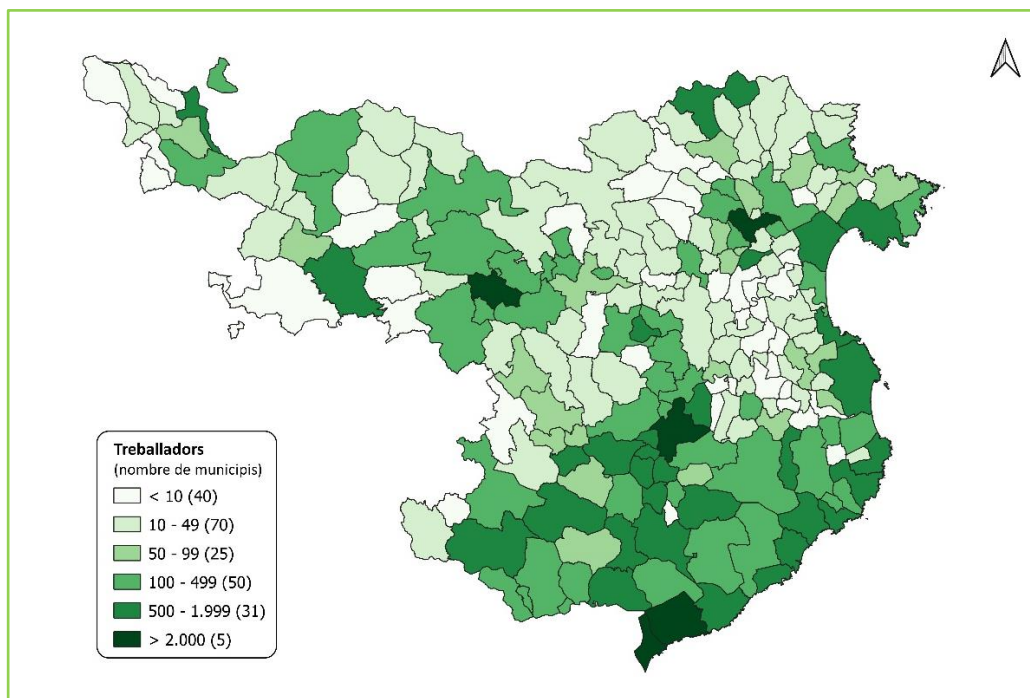 Treballadors
(nombre de municipis)
< 10 (40)
10 - 49 (70)
50 - 99 (25)
100 - 499 (50)
500 - 1.999 (31)
> 2.000 (5)